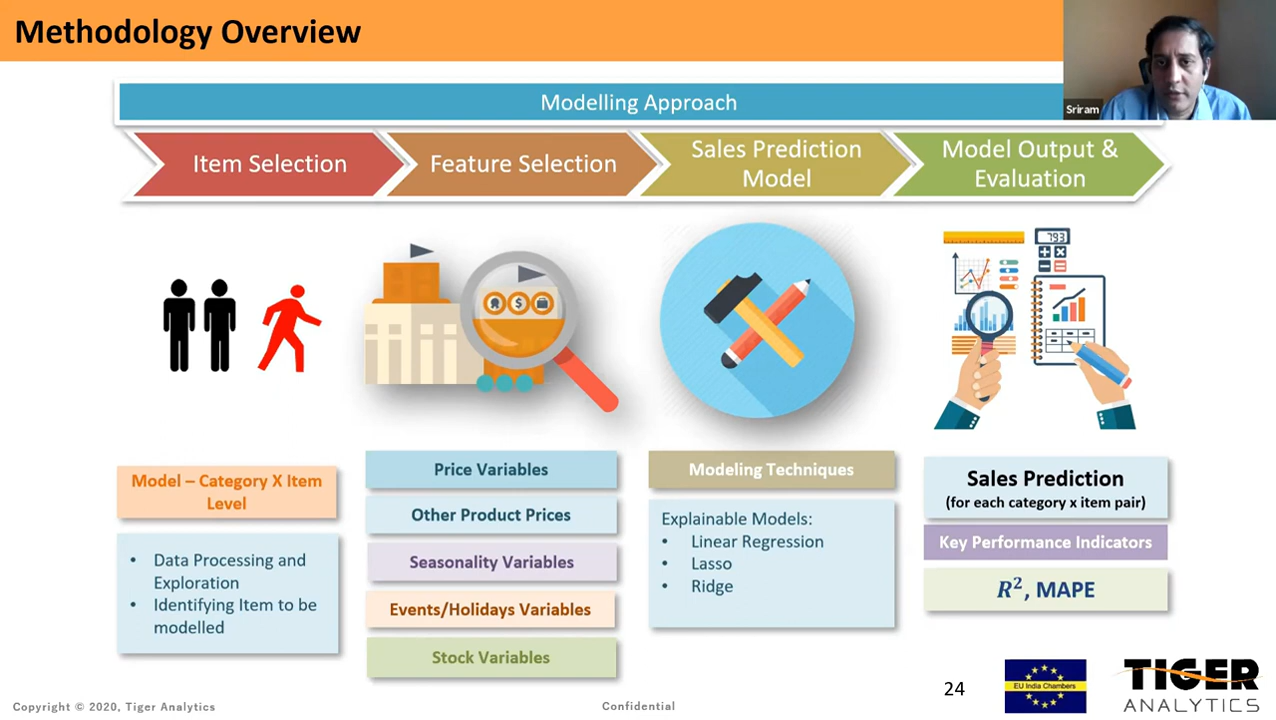 Methodology Overview
Sriram
Modelling Approach
Item Selection
Feature Selection
Sales Prediction
Model
Model Output &
Evaluation
$
793
Model – Category X Item
Level
• Data Processing and
Exploration
• Identifying Item to be
modelled
Price Variables
Other Product Prices
Seasonality Variables
Events/Holidays Variables
Stock Variables
Modeling Techniques
Explainable Models:
• Linear Regression
• Lasso
• Ridge
Sales Prediction
(for each category x item pair)
Key Performance Indicators
R², MAPE
24
EU India Chambers
TIGER
ANALYTICS
Copyright © 2020, Tiger Analytics
Confidential